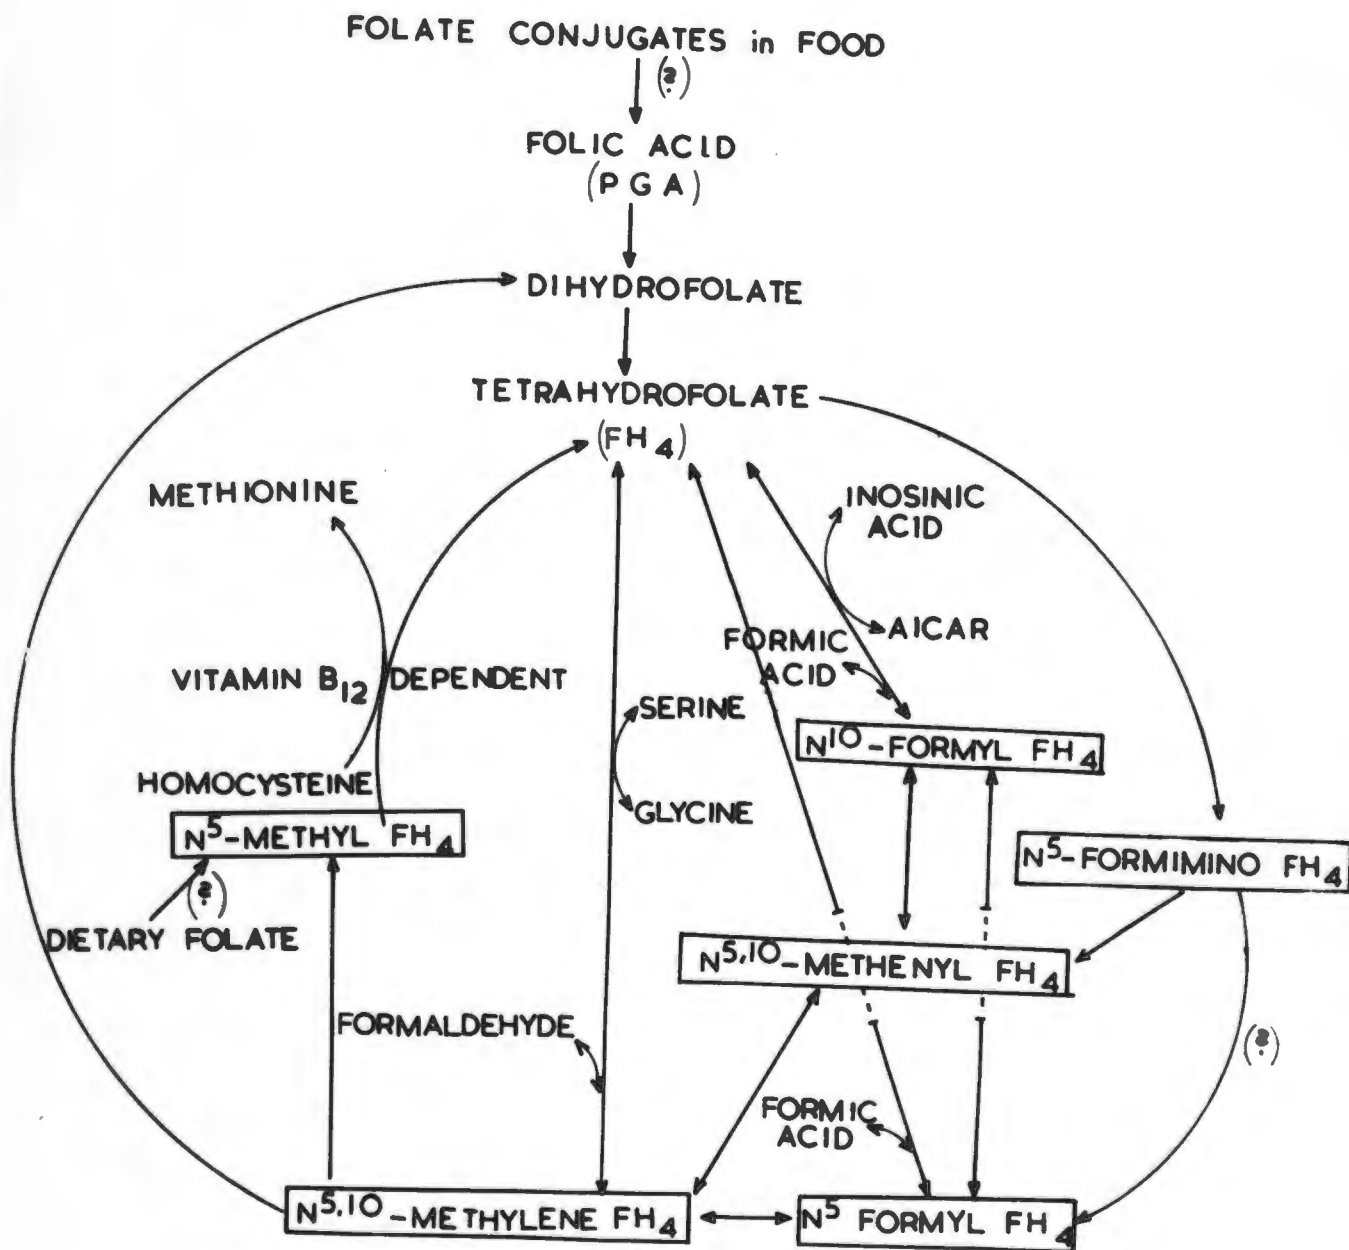 FOLATE CONJUGATES in FOOD
(?)
FOLIC ACID
(PGA)
DIHYDROFOLATE
TETRAHYDROFOLATE
(FH4)
METHIONINE
INOSINIC
ACID
AICAR
FORMIC
ACID
VITAMIN B12 DEPENDENT
SERINE
N10-FORMYL FH4
HOMOCYSTEINE
GLYCINE
N5-METHYL FH4
N5-FORMIMINO FH4
(?)
DIETARY FOLATE
N5,10-METHENYL FH4
FORMALDEHYDE
(?)
FORMIC
ACID
N5,10-METHYLENE FH4
N5 FORMYL FH4